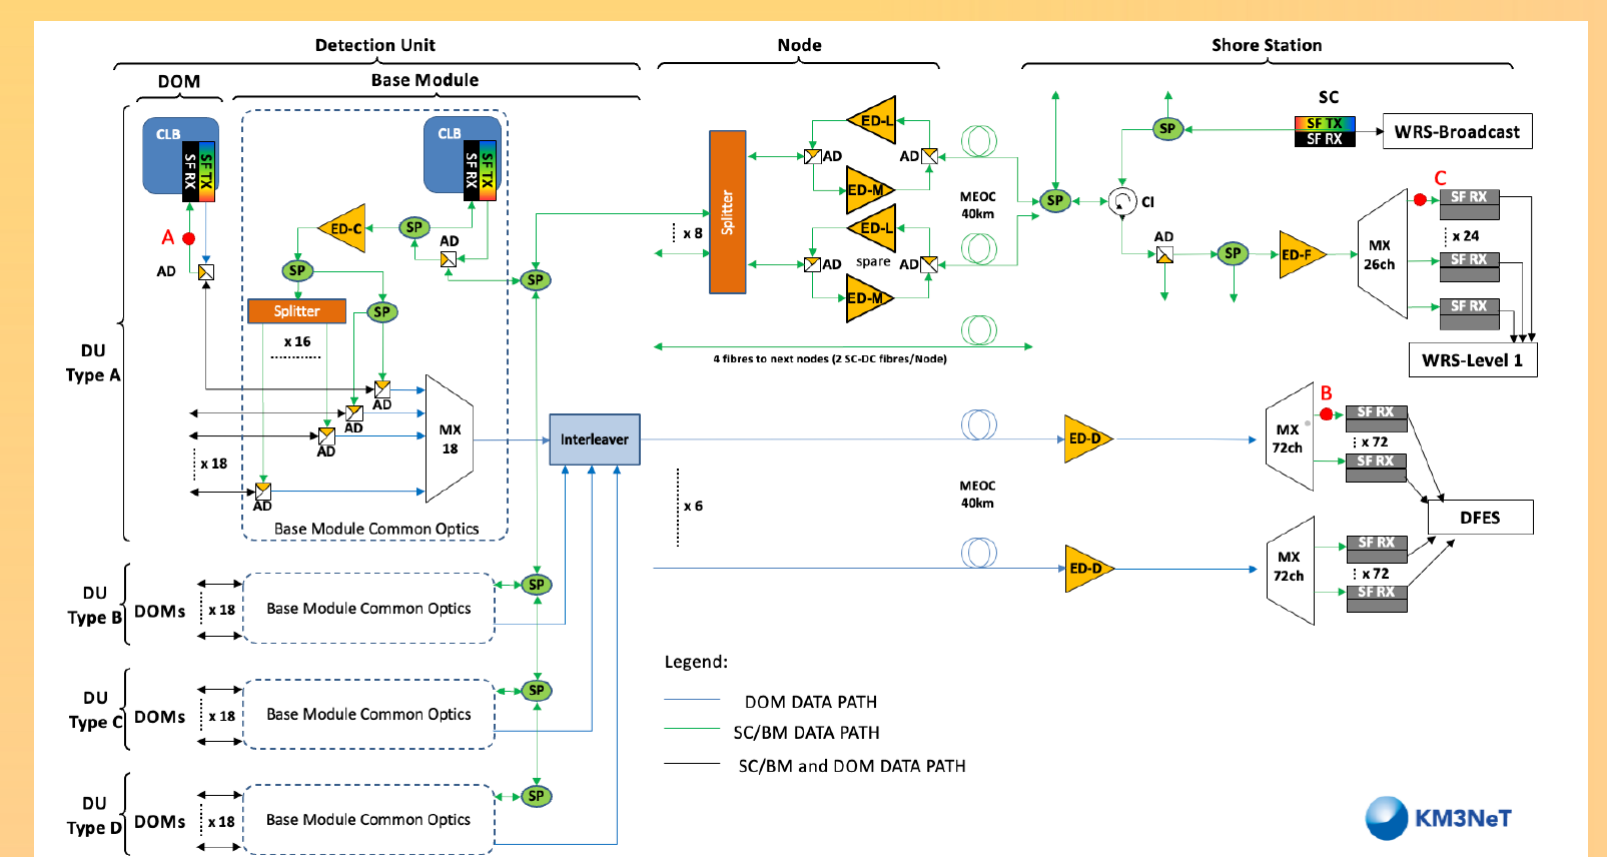 Detection Unit
Node
Shore Station
DOM
Base Module
SC
CLB
SF RX
SF TX
CLB
SF RX
SF TX
A
AD
ED-C
SP
AD
SP
SP
SP
Splitter
x 16
DU
Type A
AD
AD
AD
AD
x 18
MX
18
Base Module Common Optics
Interleaver
Splitter
x 8
AD
ED-L
AD
ED-M
ED-L
spare
AD
AD
ED-M
MEOC
40km
4 fibres to next nodes (2 SC-DC fibres/Node)
SP
SP
CI
SF TX
SF RX
WRS-Broadcast
AD
SP
ED-F
MX
26ch
C
SF RX
x 24
SF RX
SF RX
WRS-Level 1
ED-D
MX
72ch
B
SF RX
x 72
SF RX
MEOC
40km
x 6
DFES
ED-D
MX
72ch
SF RX
x 72
SF RX
DU
Type B
DOMs
x 18
Base Module Common Optics
SP
DU
Type C
DOMs
x 18
Base Module Common Optics
SP
DU
Type D
DOMs
x 18
Base Module Common Optics
SP
Legend:
DOM DATA PATH
SC/BM DATA PATH
SC/BM and DOM DATA PATH
KM3NeT